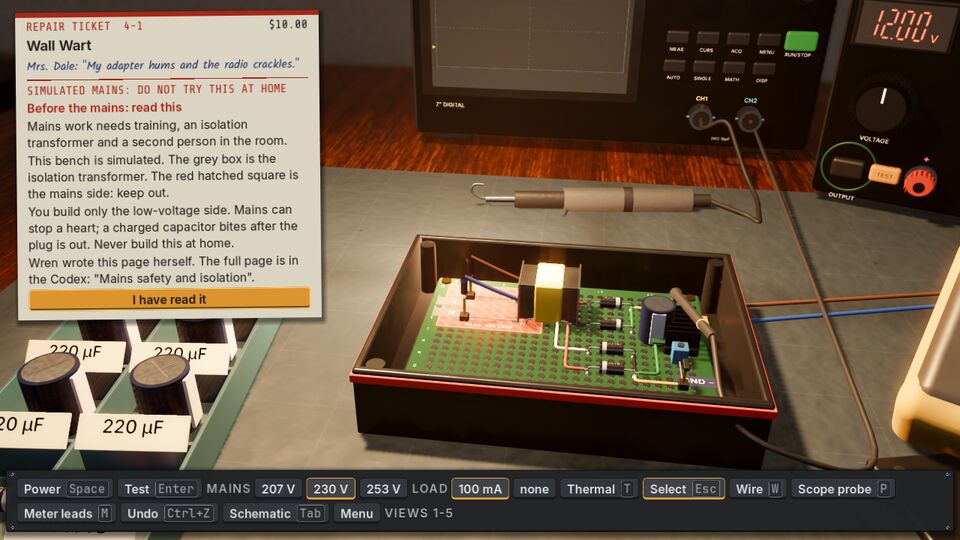 REPAIR TICKET 4-1 $10.00
Wall Wart
Mrs. Dale: "My adapter hums and the radio crackles."
SIMULATED MAINS: DO NOT TRY THIS AT HOME
Before the mains: read this
Mains work needs training, an isolation
transformer and a second person in the room.
This bench is simulated. The grey box is the
isolation transformer. The red hatched square is
the mains side: keep out.
You build only the low-voltage side. Mains can
stop a heart; a charged capacitor bites after the
plug is out. Never build this at home.
Wren wrote this page herself. The full page is in
the Codex: "Mains safety and isolation".
I have read it
7" DIGITAL
MEAS CURS ACQ MENU RUN/STOP
AUTO SINGLE MATH DISP
CH1 CH2
12.00 V
VOLTAGE
OUTPUT
TEST
+
GND -
220 µF 220 µF
20 µF 220 µF
Power Space Test Enter MAINS 207 V 230 V 253 V LOAD 100 mA none Thermal T Select Esc Wire W Scope probe P
Meter leads M Undo Ctrl+Z Schematic Tab Menu VIEWS 1-5